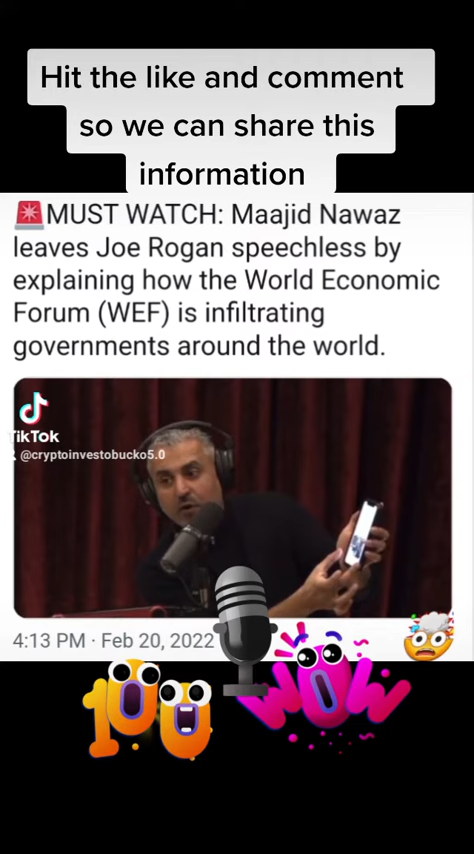 Hit the like and comment
so we can share this
information
🚨MUST WATCH: Maajid Nawaz
leaves Joe Rogan speechless by
explaining how the World Economic
Forum (WEF) is infiltrating
governments around the world.
TikTok
@cryptoinvestobucko5.0
4:13 PM · Feb 20, 2022
100
WOW